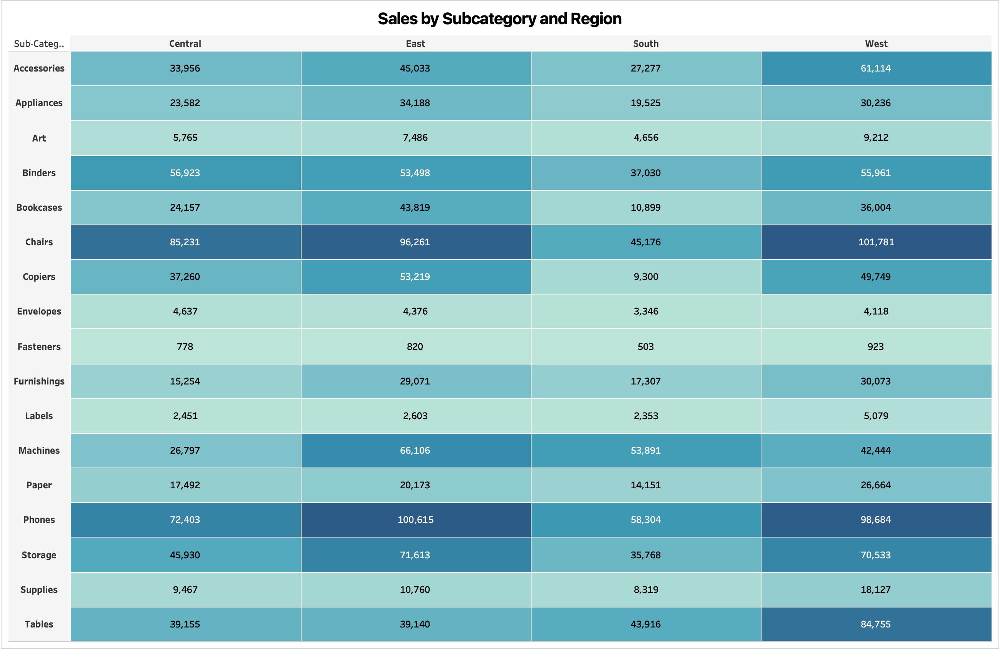 Sales by Subcategory and Region
Sub-Categ.. Central East South West
Accessories 33,956 45,033 27,277 61,114
Appliances 23,582 34,188 19,525 30,236
Art 5,765 7,486 4,656 9,212
Binders 56,923 53,498 37,030 55,961
Bookcases 24,157 43,819 10,899 36,004
Chairs 85,231 96,261 45,176 101,781
Copiers 37,260 53,219 9,300 49,749
Envelopes 4,637 4,376 3,346 4,118
Fasteners 778 820 503 923
Furnishings 15,254 29,071 17,307 30,073
Labels 2,451 2,603 2,353 5,079
Machines 26,797 66,106 53,891 42,444
Paper 17,492 20,173 14,151 26,664
Phones 72,403 100,615 58,304 98,684
Storage 45,930 71,613 35,768 70,533
Supplies 9,467 10,760 8,319 18,127
Tables 39,155 39,140 43,916 84,755